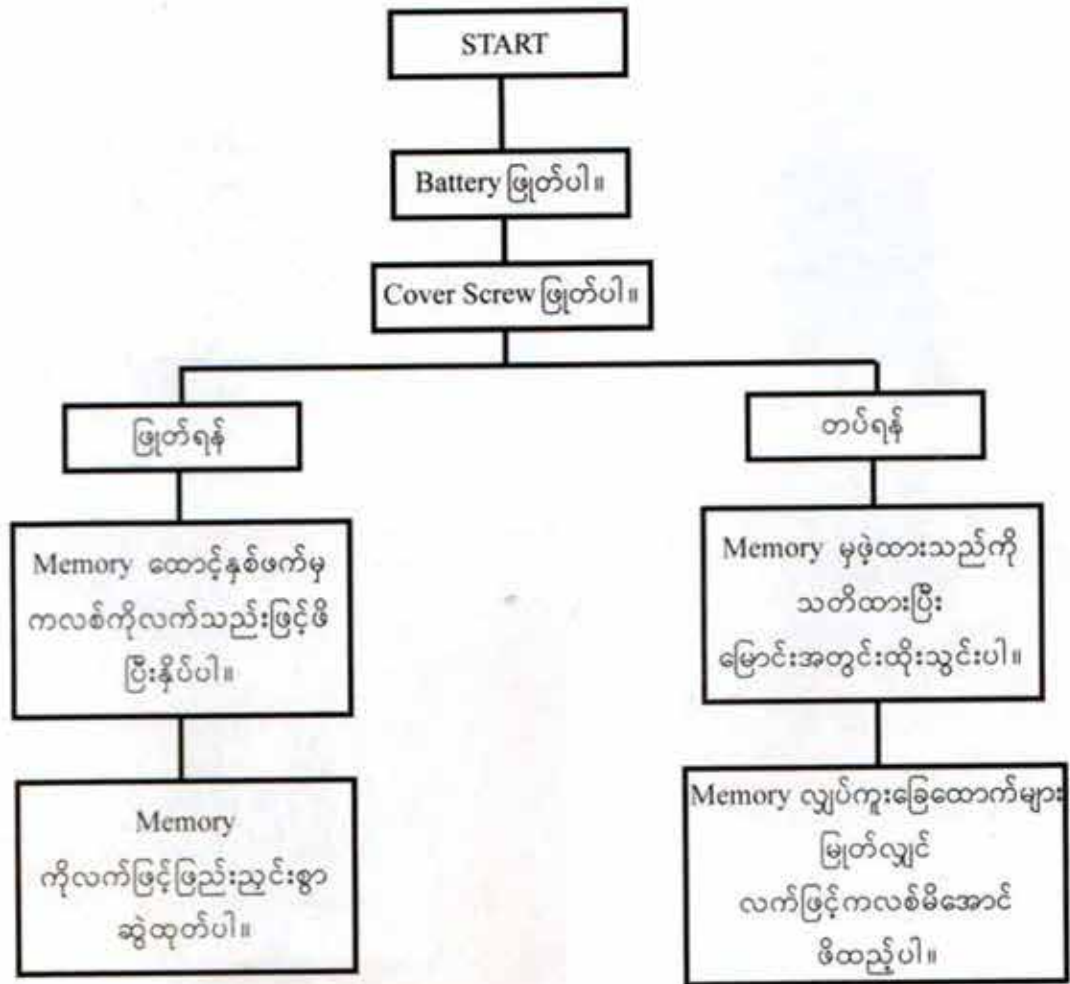 START
Battery ဖြုတ်ပါ။
Cover Screw ဖြုတ်ပါ။
ဖြုတ်ရန်
Memory ထောင့်နှစ်ဖက်မှ
ကလစ်ကိုလက်သည်းဖြင့်ဖိ
ပြီးနှိပ်ပါ။
Memory
ကိုလက်ဖြင့်ဖြည်းညှင်းစွာ
ဆွဲထုတ်ပါ။
တပ်ရန်
Memory မှဖဲ့ထားသည်ကို
သတိထားပြီး
မြောင်းအတွင်းထိုးသွင်းပါ။
Memory လျှပ်ကူးခြေထောက်များ
မြုတ်လျှင်
လက်ဖြင့်ကလစ်မိအောင်
ဖိထည့်ပါ။